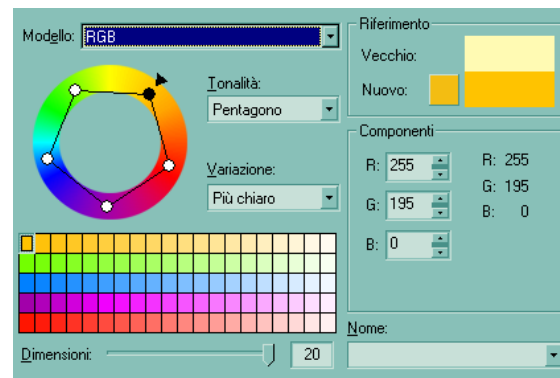 Modello: RGB
Tonalità:
Pentagono
Variazione:
Più chiaro
Dimensioni: 20
Riferimento
Vecchio:
Nuovo:
Componenti
R: 255 R: 255
G: 195 G: 195
B: 0 B: 0
Nome: